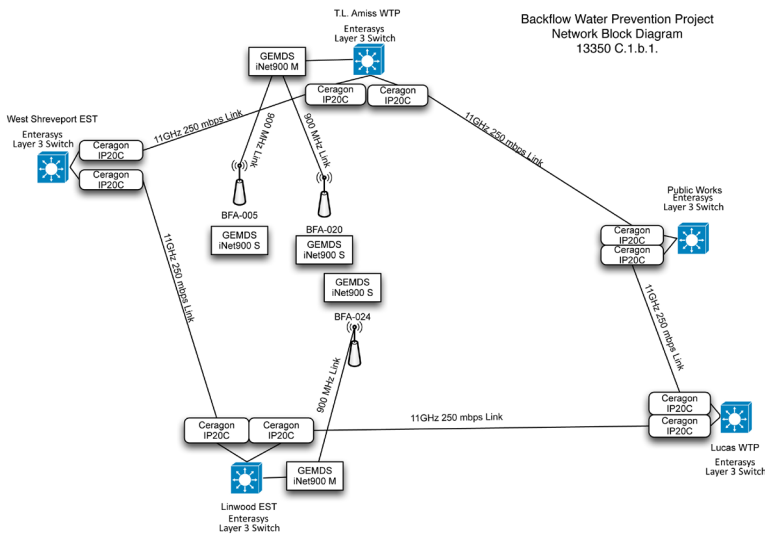 T.L. Amiss WTP
Enterasys
Layer 3 Switch
Backflow Water Prevention Project
Network Block Diagram
13350 C.1.b.1.
GEMDS
iNet900 M
Ceragon
IP20C
Ceragon
IP20C
West Shreveport EST
Enterasys
Layer 3 Switch
Ceragon
IP20C
Ceragon
IP20C
11GHz 250 mbps Link
900 MHz Link
900 MHz Link
11GHz 250 mbps Link
BFA-005
GEMDS
iNet900 S
BFA-020
GEMDS
iNet900 S
GEMDS
iNet900 S
BFA-024
Public Works
Enterasys
Layer 3 Switch
Ceragon
IP20C
Ceragon
IP20C
11GHz 250 mbps Link
11GHz 250 mbps Link
900 MHz Link
Ceragon
IP20C
Ceragon
IP20C
11GHz 250 mbps Link
Ceragon
IP20C
Ceragon
IP20C
Lucas WTP
Enterasys
Layer 3 Switch
GEMDS
iNet900 M
Linwood EST
Enterasys
Layer 3 Switch